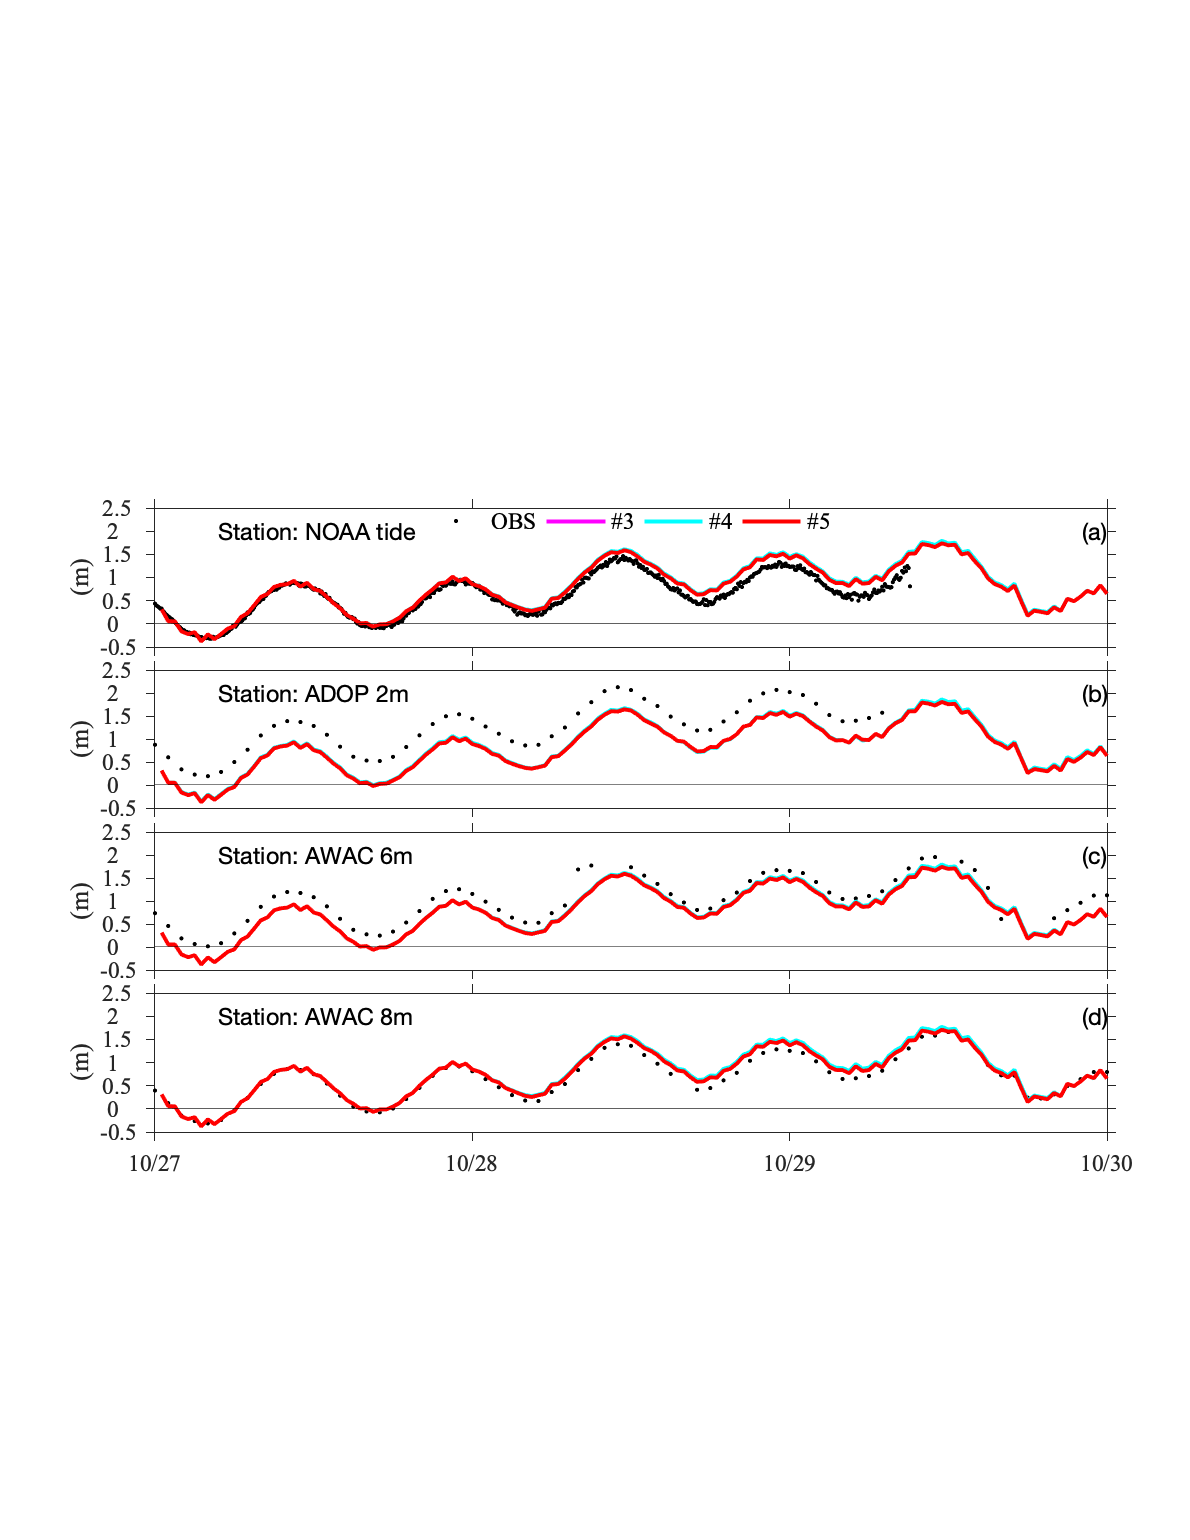 2.5
Station: NOAA tide
OBS #3 #4 #5
(a)
2
1.5
1
0.5
0
-0.5
(m)
2.5
Station: ADOP 2m
(b)
2
1.5
1
0.5
0
-0.5
(m)
2.5
Station: AWAC 6m
(c)
2
1.5
1
0.5
0
-0.5
(m)
2.5
Station: AWAC 8m
(d)
2
1.5
1
0.5
0
-0.5
(m)
10/27 10/28 10/29 10/30